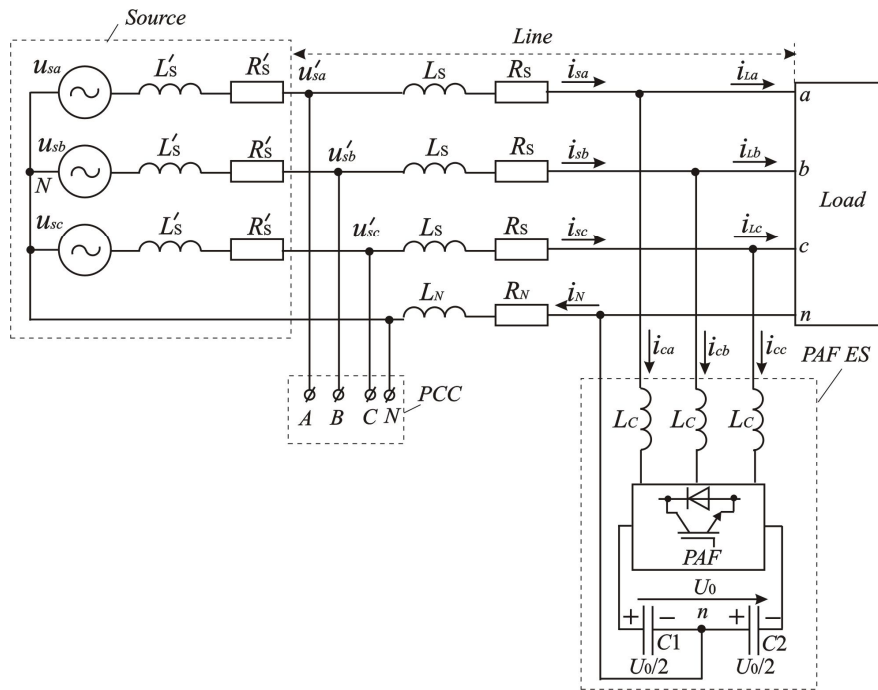 Source
Line
u_sa L′_S R′_S u′_sa L_S R_S i_sa i_La a
u_sb L′_S R′_S u′_sb L_S R_S i_sb i_Lb b
N
Load
u_sc L′_S R′_S u′_sc L_S R_S i_sc i_Lc c
L_N R_N i_N n
i_ca i_cb i_cc PAF ES
PCC
A B C N
L_C L_C L_C
PAF
U_0
+ − n + −
C1 C2
U_0/2 U_0/2